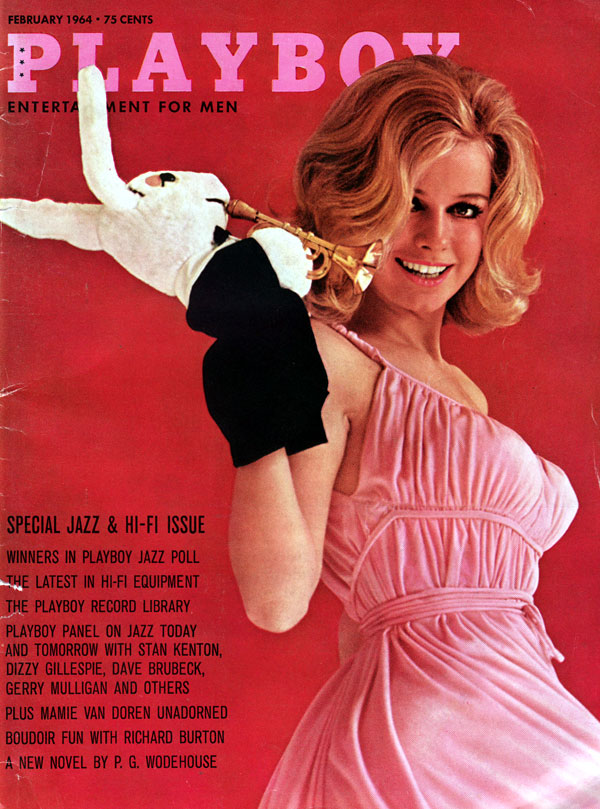 FEBRUARY 1964 • 75 CENTS
PLAYBOY
ENTERTAINMENT FOR MEN
SPECIAL JAZZ & HI-FI ISSUE
WINNERS IN PLAYBOY JAZZ POLL
THE LATEST IN HI-FI EQUIPMENT
THE PLAYBOY RECORD LIBRARY
PLAYBOY PANEL ON JAZZ TODAY
AND TOMORROW WITH STAN KENTON,
DIZZY GILLESPIE, DAVE BRUBECK,
GERRY MULLIGAN AND OTHERS
PLUS MAMIE VAN DOREN UNADORNED
BOUDOIR FUN WITH RICHARD BURTON
A NEW NOVEL BY P. G. WODEHOUSE